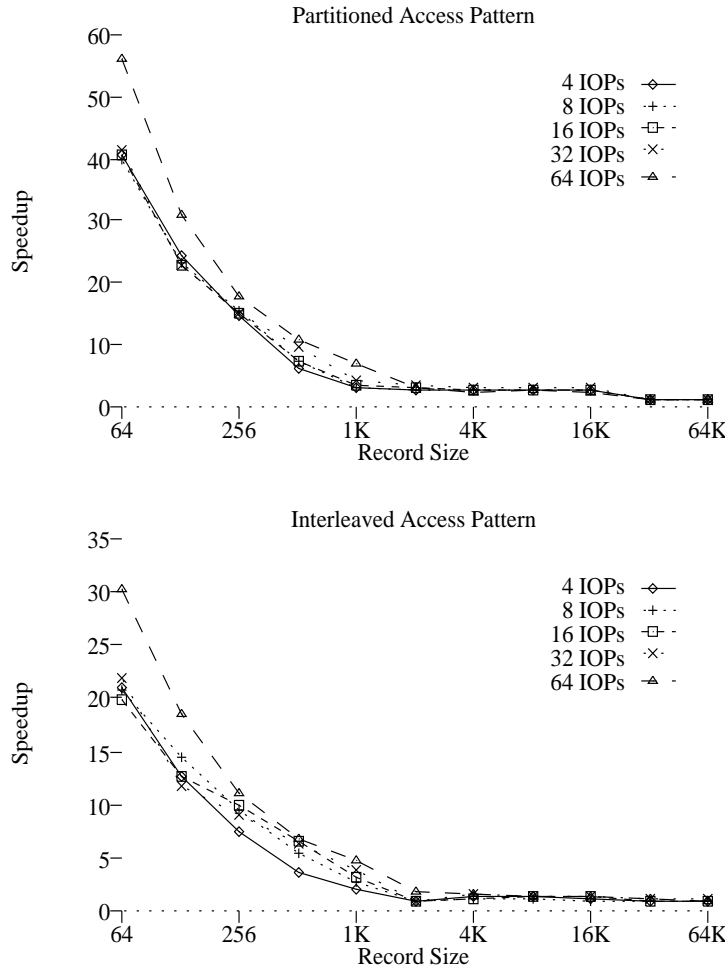 Partitioned Access Pattern
60
50
40
30
20
10
0
Speedup
4 IOPs
8 IOPs
16 IOPs
32 IOPs
64 IOPs
64 256 1K 4K 16K 64K
Record Size
Interleaved Access Pattern
35
30
25
20
15
10
5
0
Speedup
4 IOPs
8 IOPs
16 IOPs
32 IOPs
64 IOPs
64 256 1K 4K 16K 64K
Record Size